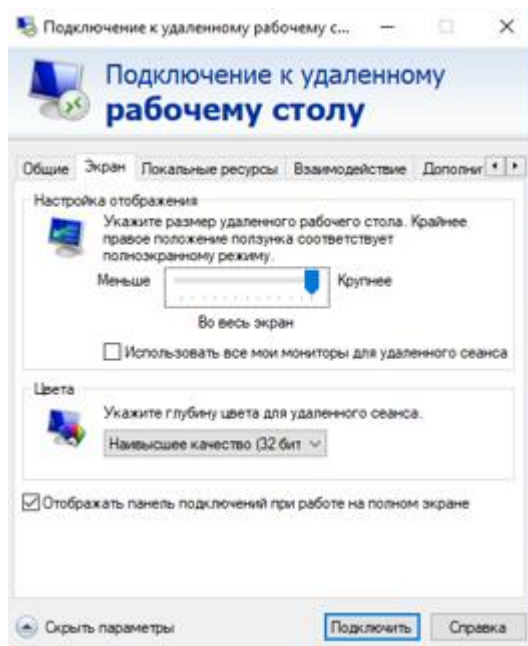 Подключение к удаленному рабочему с...
Подключение к удаленному
рабочему столу
Общие Экран Локальные ресурсы Взаимодействие Дополнит
Настройка отображения
Укажите размер удаленного рабочего стола. Крайнее
правое положение ползунка соответствует
полноэкранному режиму.
Меньше Крупнее
Во весь экран
Использовать все мои мониторы для удаленного сеанса
Цвета
Укажите глубину цвета для удаленного сеанса.
Наивысшее качество (32 бит
Отображать панель подключений при работе на полном экране
Скрыть параметры Подключить Справка